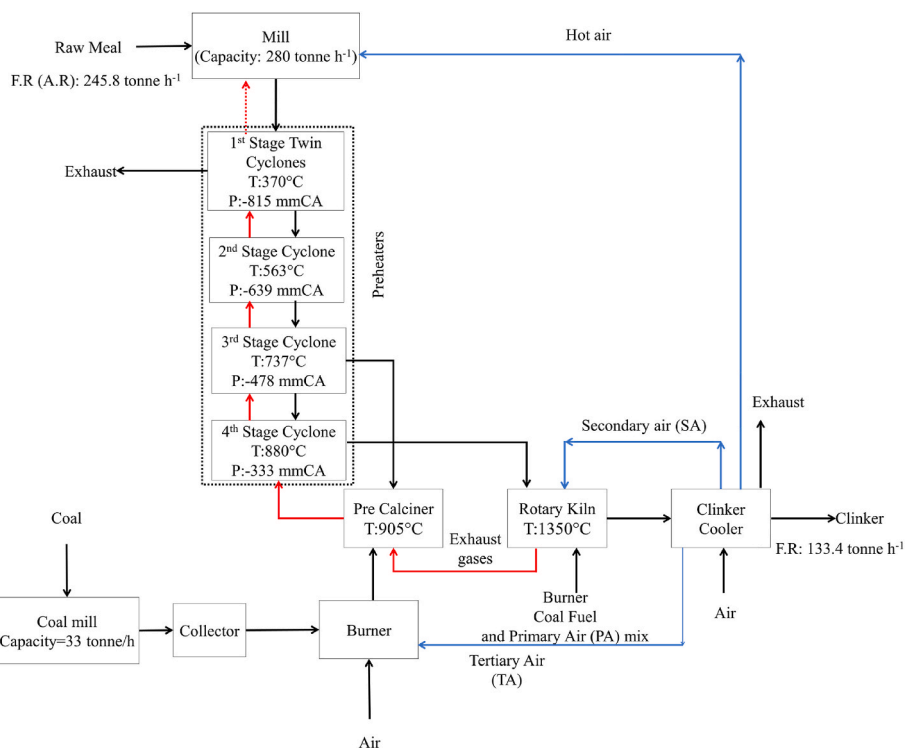 Raw Meal
F.R (A.R): 245.8 tonne h⁻¹
Mill
(Capacity: 280 tonne h⁻¹)
Hot air
1ˢᵗ Stage Twin
Cyclones
T:370°C
P:-815 mmCA
Exhaust
2ⁿᵈ Stage Cyclone
T:563°C
P:-639 mmCA
Preheaters
3ʳᵈ Stage Cyclone
T:737°C
P:-478 mmCA
4ᵗʰ Stage Cyclone
T:880°C
P:-333 mmCA
Secondary air (SA)
Exhaust
Pre Calciner
T:905°C
Exhaust
gases
Rotary Kiln
T:1350°C
Clinker
Cooler
Clinker
F.R: 133.4 tonne h⁻¹
Coal
Coal mill
Capacity=33 tonne/h
Collector
Burner
Burner
Coal Fuel
and Primary Air (PA) mix
Air
Tertiary Air
(TA)
Air